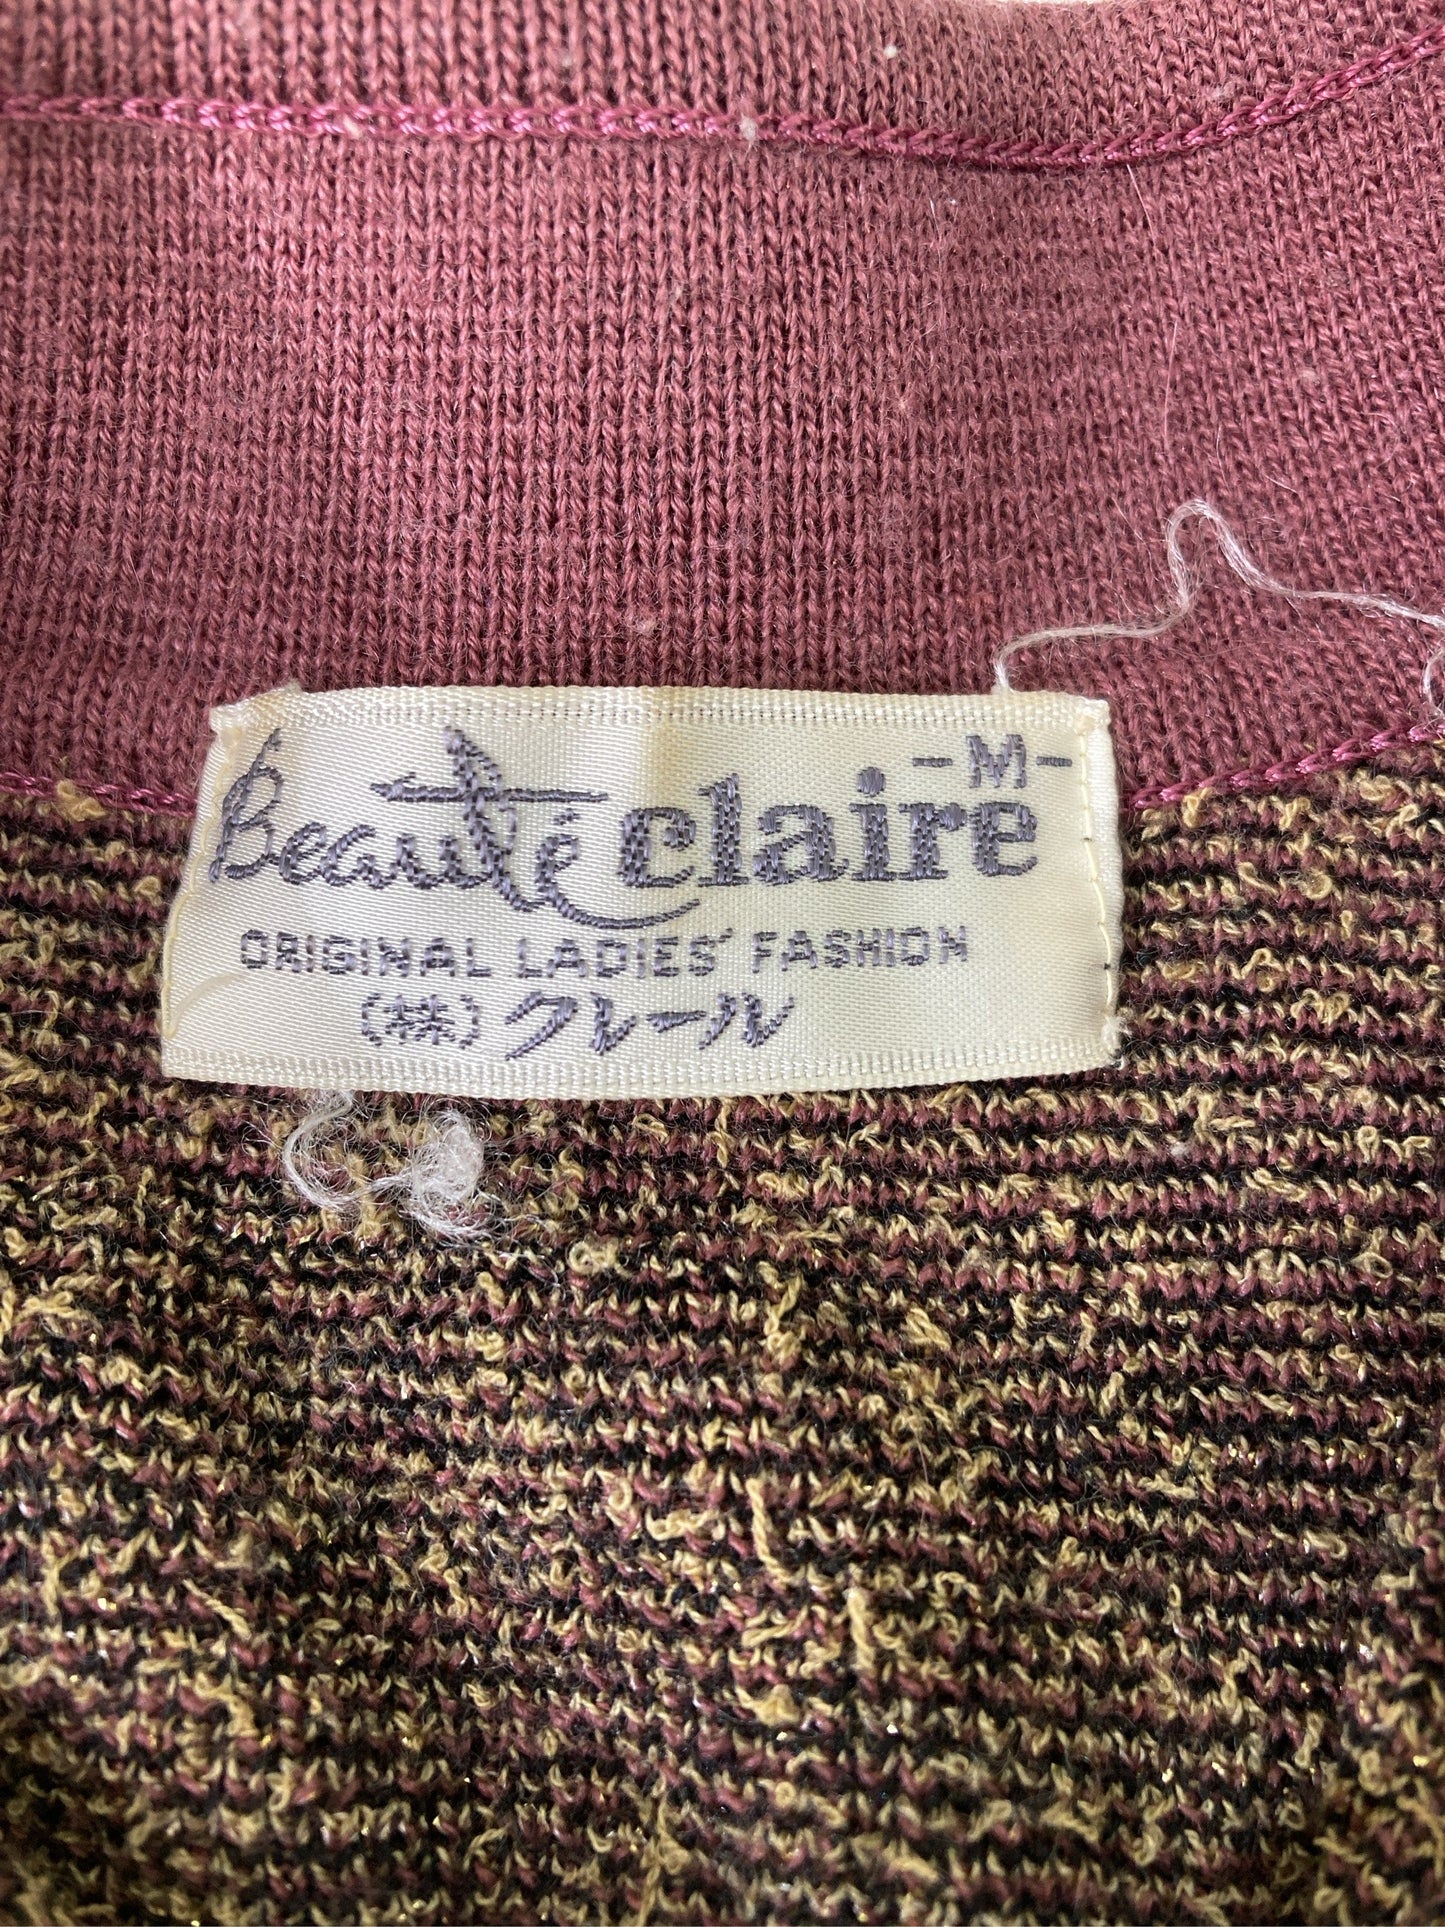 -M-
Beauté claire
ORIGINAL LADIES' FASHION
(株)クレール